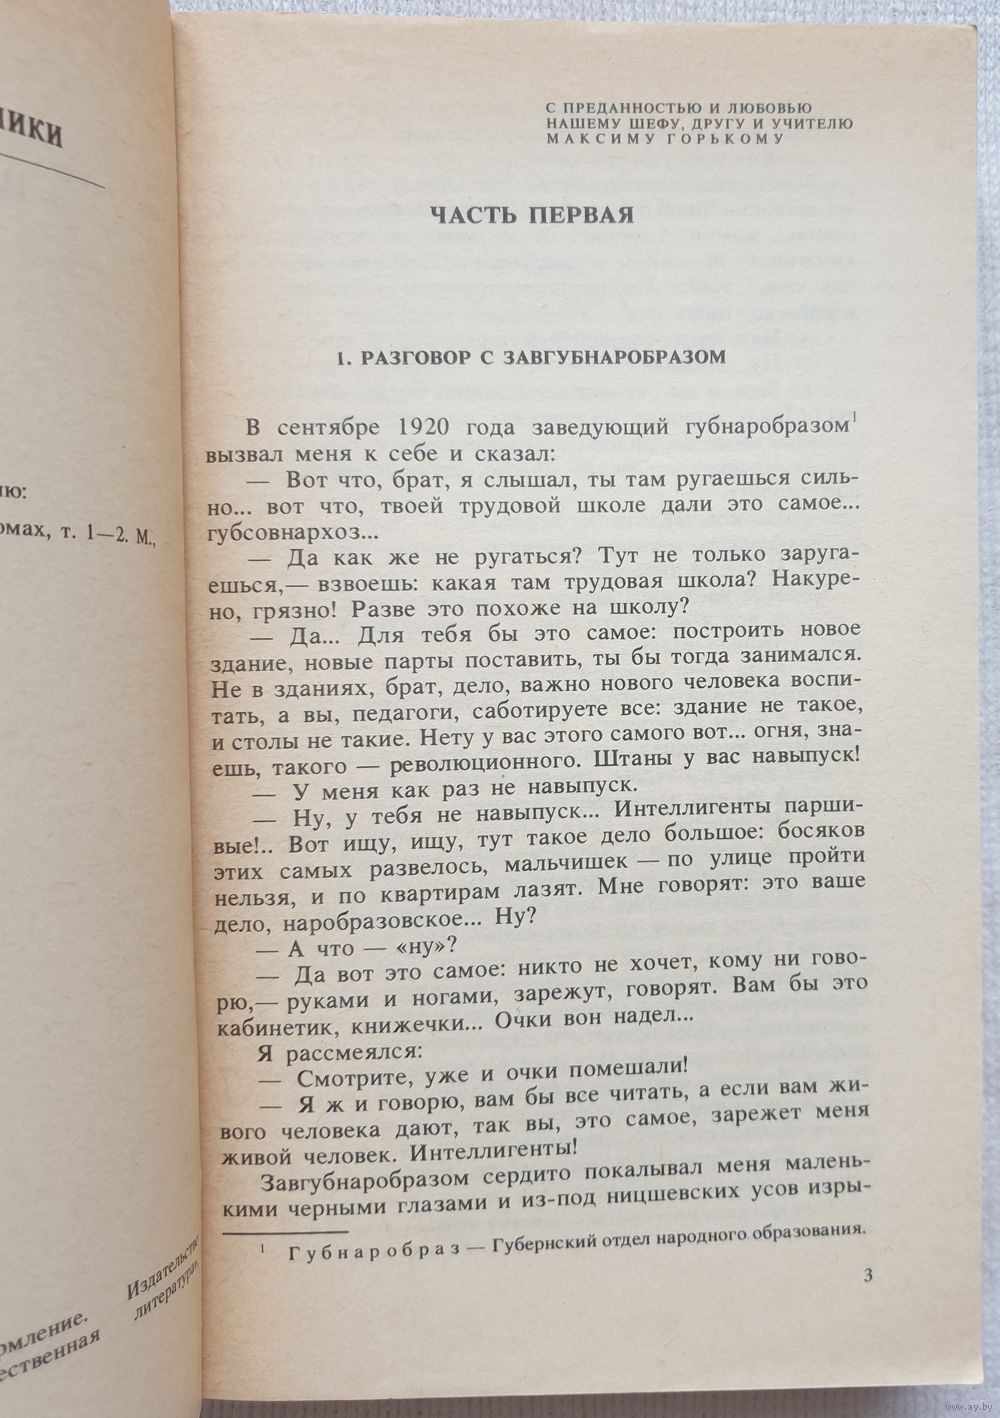 ИКИ
ию:
омах, т. 1—2. М.,
Издательство
литература,
рмление.
ественная
С ПРЕДАННОСТЬЮ И ЛЮБОВЬЮ
НАШЕМУ ШЕФУ, ДРУГУ И УЧИТЕЛЮ
МАКСИМУ ГОРЬКОМУ
ЧАСТЬ ПЕРВАЯ
1. РАЗГОВОР С ЗАВГУБНАРОБРАЗОМ
В сентябре 1920 года заведующий губнаробразом¹
вызвал меня к себе и сказал:
— Вот что, брат, я слышал, ты там ругаешься силь-
но... вот что, твоей трудовой школе дали это самое...
губсовнархоз...
— Да как же не ругаться? Тут не только заруга-
ешься,— взвоешь: какая там трудовая школа? Накуре-
но, грязно! Разве это похоже на школу?
— Да... Для тебя бы это самое: построить новое
здание, новые парты поставить, ты бы тогда занимался.
Не в зданиях, брат, дело, важно нового человека воспи-
тать, а вы, педагоги, саботируете все: здание не такое,
и столы не такие. Нету у вас этого самого вот... огня, зна-
ешь, такого — революционного. Штаны у вас навыпуск!
— У меня как раз не навыпуск.
— Ну, у тебя не навыпуск... Интеллигенты парши-
вые!.. Вот ищу, ищу, тут такое дело большое: босяков
этих самых развелось, мальчишек — по улице пройти
нельзя, и по квартирам лазят. Мне говорят: это ваше
дело, наробразовское... Ну?
— А что — «ну»?
— Да вот это самое: никто не хочет, кому ни гово-
рю,— руками и ногами, зарежут, говорят. Вам бы это
кабинетик, книжечки... Очки вон надел...
Я рассмеялся:
— Смотрите, уже и очки помешали!
— Я ж и говорю, вам бы все читать, а если вам жи-
вого человека дают, так вы, это самое, зарежет меня
живой человек. Интеллигенты!
Завгубнаробразом сердито покалывал меня малень-
кими черными глазами и из-под ницшевских усов изры-
¹ Губнаробраз — Губернский отдел народного образования.
3
www.ay.by